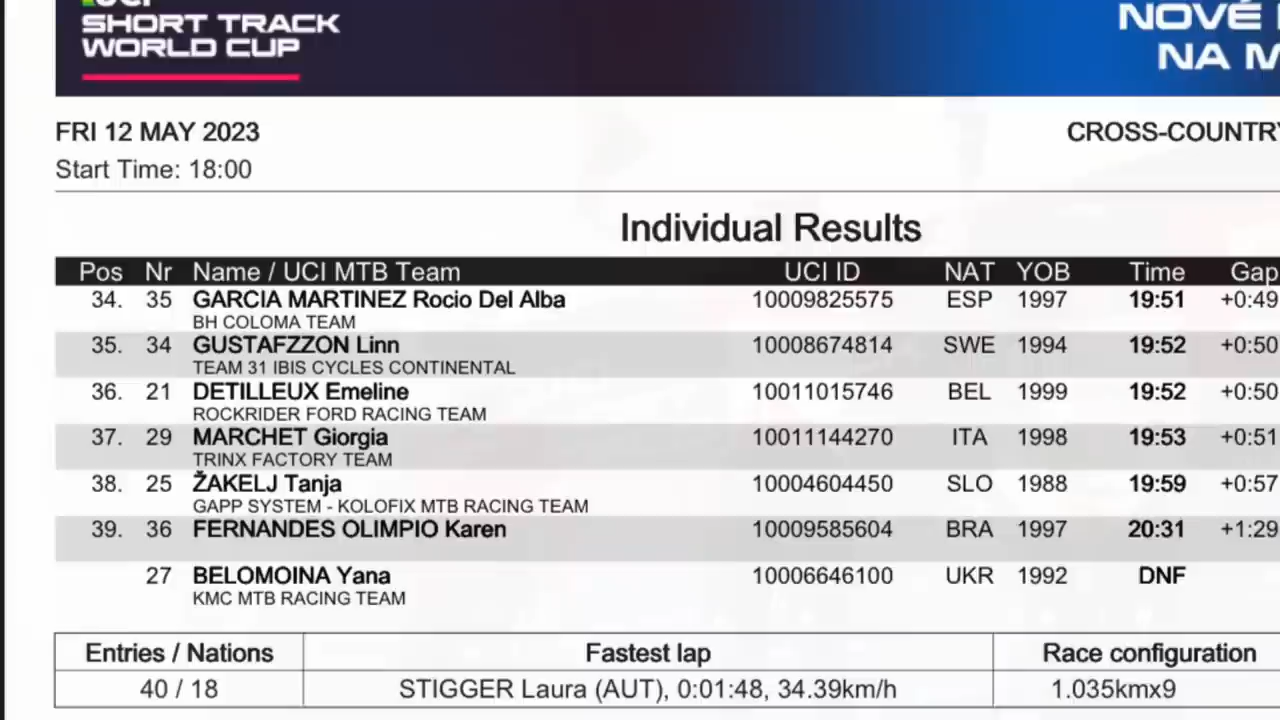 UCI
SHORT TRACK
WORLD CUP
NOVÉ
NA M
FRI 12 MAY 2023
CROSS-COUNTRY
Start Time: 18:00
Individual Results
Pos Nr Name / UCI MTB Team UCI ID NAT YOB Time Gap
34. 35 GARCIA MARTINEZ Rocio Del Alba 10009825575 ESP 1997 19:51 +0:49
BH COLOMA TEAM
35. 34 GUSTAFZZON Linn 10008674814 SWE 1994 19:52 +0:50
TEAM 31 IBIS CYCLES CONTINENTAL
36. 21 DETILLEUX Emeline 10011015746 BEL 1999 19:52 +0:50
ROCKRIDER FORD RACING TEAM
37. 29 MARCHET Giorgia 10011144270 ITA 1998 19:53 +0:51
TRINX FACTORY TEAM
38. 25 ŽAKELJ Tanja 10004604450 SLO 1988 19:59 +0:57
GAPP SYSTEM - KOLOFIX MTB RACING TEAM
39. 36 FERNANDES OLIMPIO Karen 10009585604 BRA 1997 20:31 +1:29
27 BELOMOINA Yana 10006646100 UKR 1992 DNF
KMC MTB RACING TEAM
Entries / Nations Fastest lap Race configuration
40 / 18 STIGGER Laura (AUT), 0:01:48, 34.39km/h 1.035kmx9